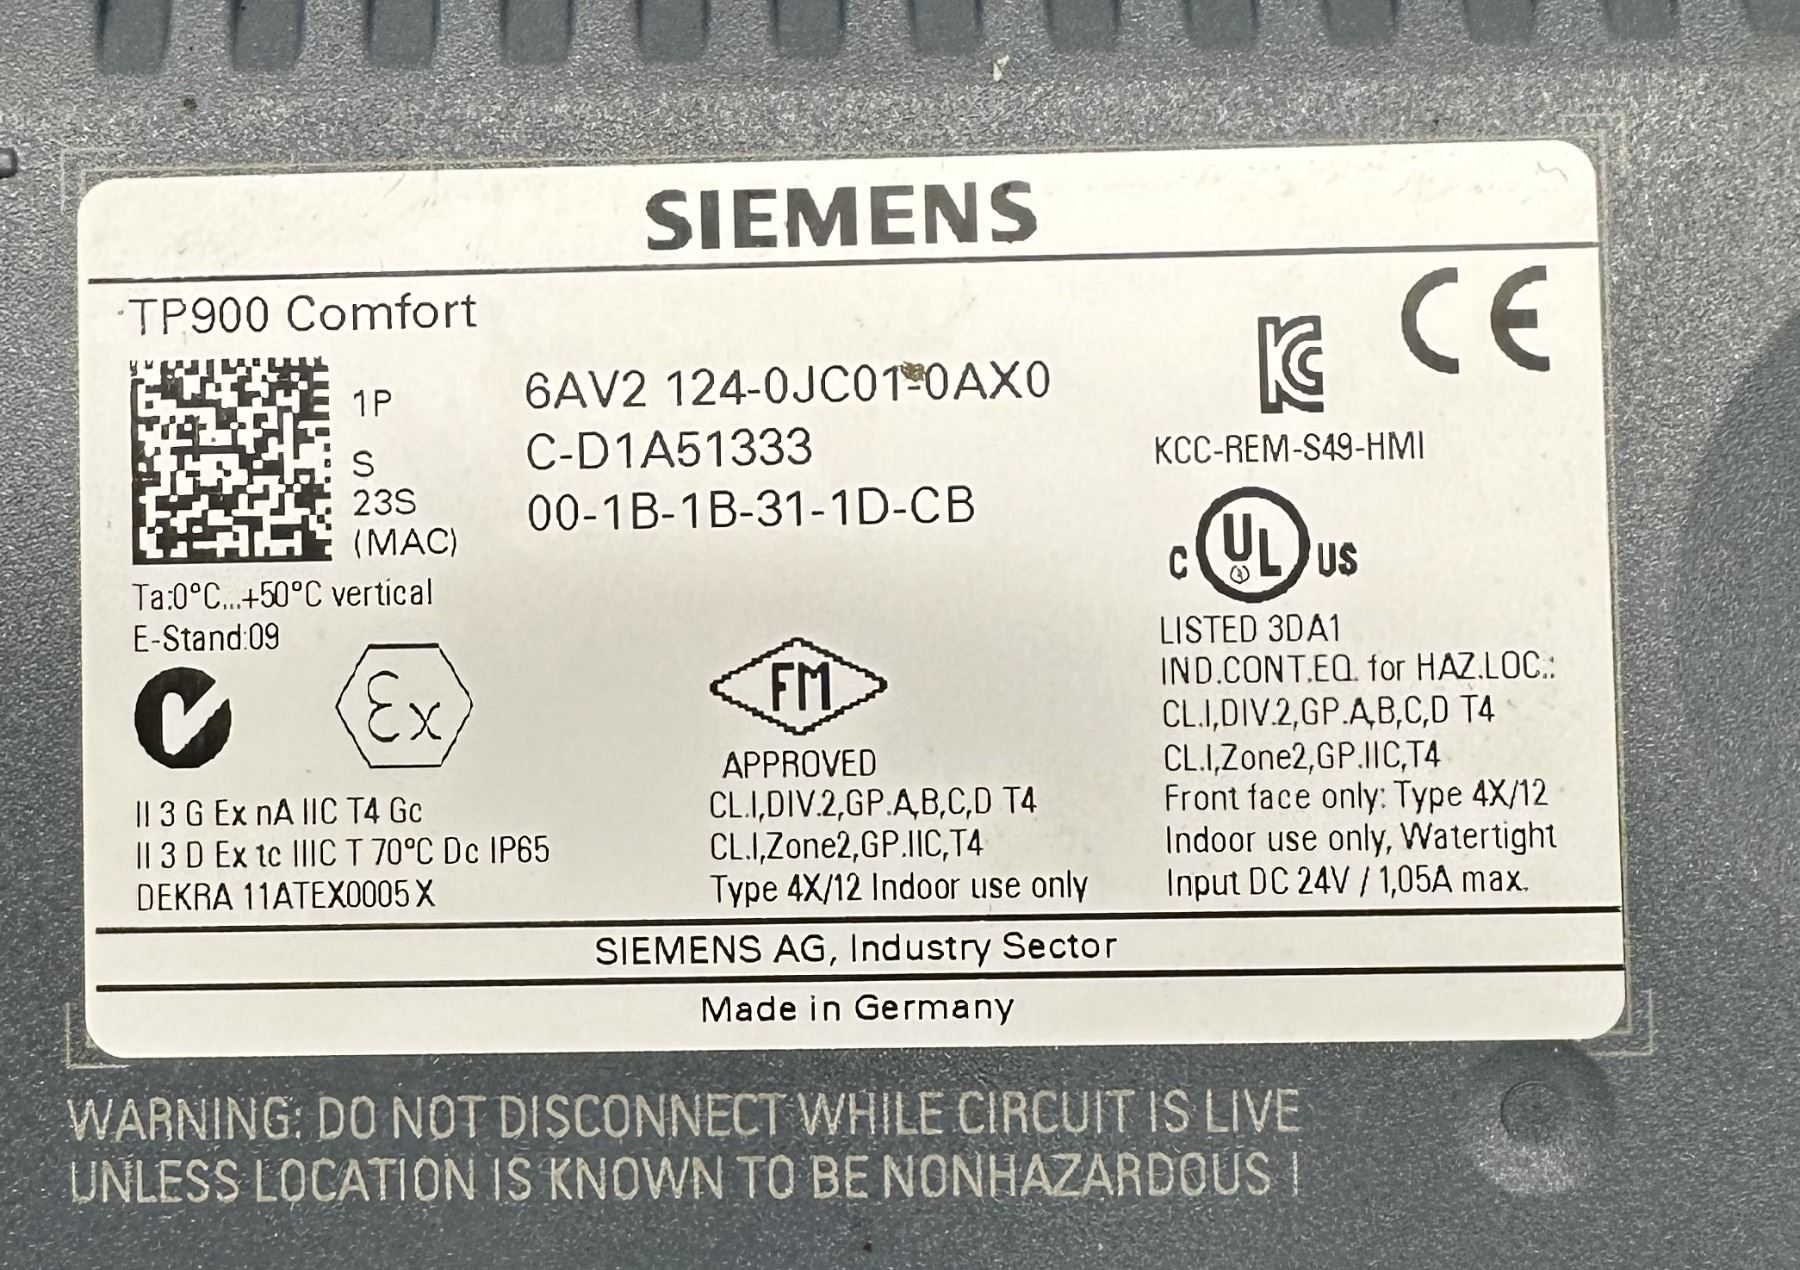 SIEMENS
TP900 Comfort
1P 6AV2 124-0JC01-0AX0
S C-D1A51333
23S 00-1B-1B-31-1D-CB
(MAC)
Ta:0°C...+50°C vertical
E-Stand:09
Ex
II 3 G Ex nA IIC T4 Gc
II 3 D Ex tc IIIC T 70°C Dc IP65
DEKRA 11ATEX0005 X
FM
APPROVED
CL.I,DIV.2,GP.A,B,C,D T4
CL.I,Zone2,GP.IIC,T4
Type 4X/12 Indoor use only
CE
KCC-REM-S49-HMI
C UL US
LISTED 3DA1
IND.CONT.EQ. for HAZ.LOC.:
CL.I,DIV.2,GP.A,B,C,D T4
CL.I,Zone2,GP.IIC,T4
Front face only: Type 4X/12
Indoor use only, Watertight
Input DC 24V / 1,05A max.
SIEMENS AG, Industry Sector
Made in Germany
WARNING: DO NOT DISCONNECT WHILE CIRCUIT IS LIVE
UNLESS LOCATION IS KNOWN TO BE NONHAZARDOUS !